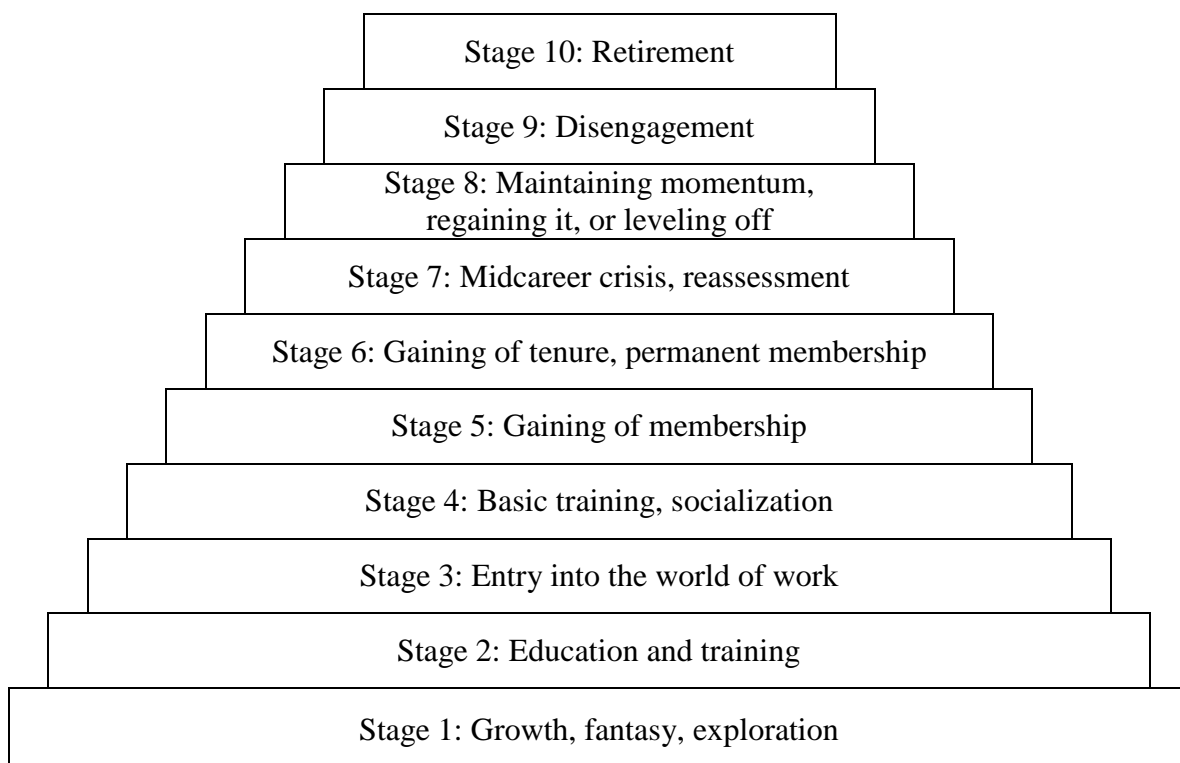 Stage 10: Retirement
Stage 9: Disengagement
Stage 8: Maintaining momentum,
regaining it, or leveling off
Stage 7: Midcareer crisis, reassessment
Stage 6: Gaining of tenure, permanent membership
Stage 5: Gaining of membership
Stage 4: Basic training, socialization
Stage 3: Entry into the world of work
Stage 2: Education and training
Stage 1: Growth, fantasy, exploration